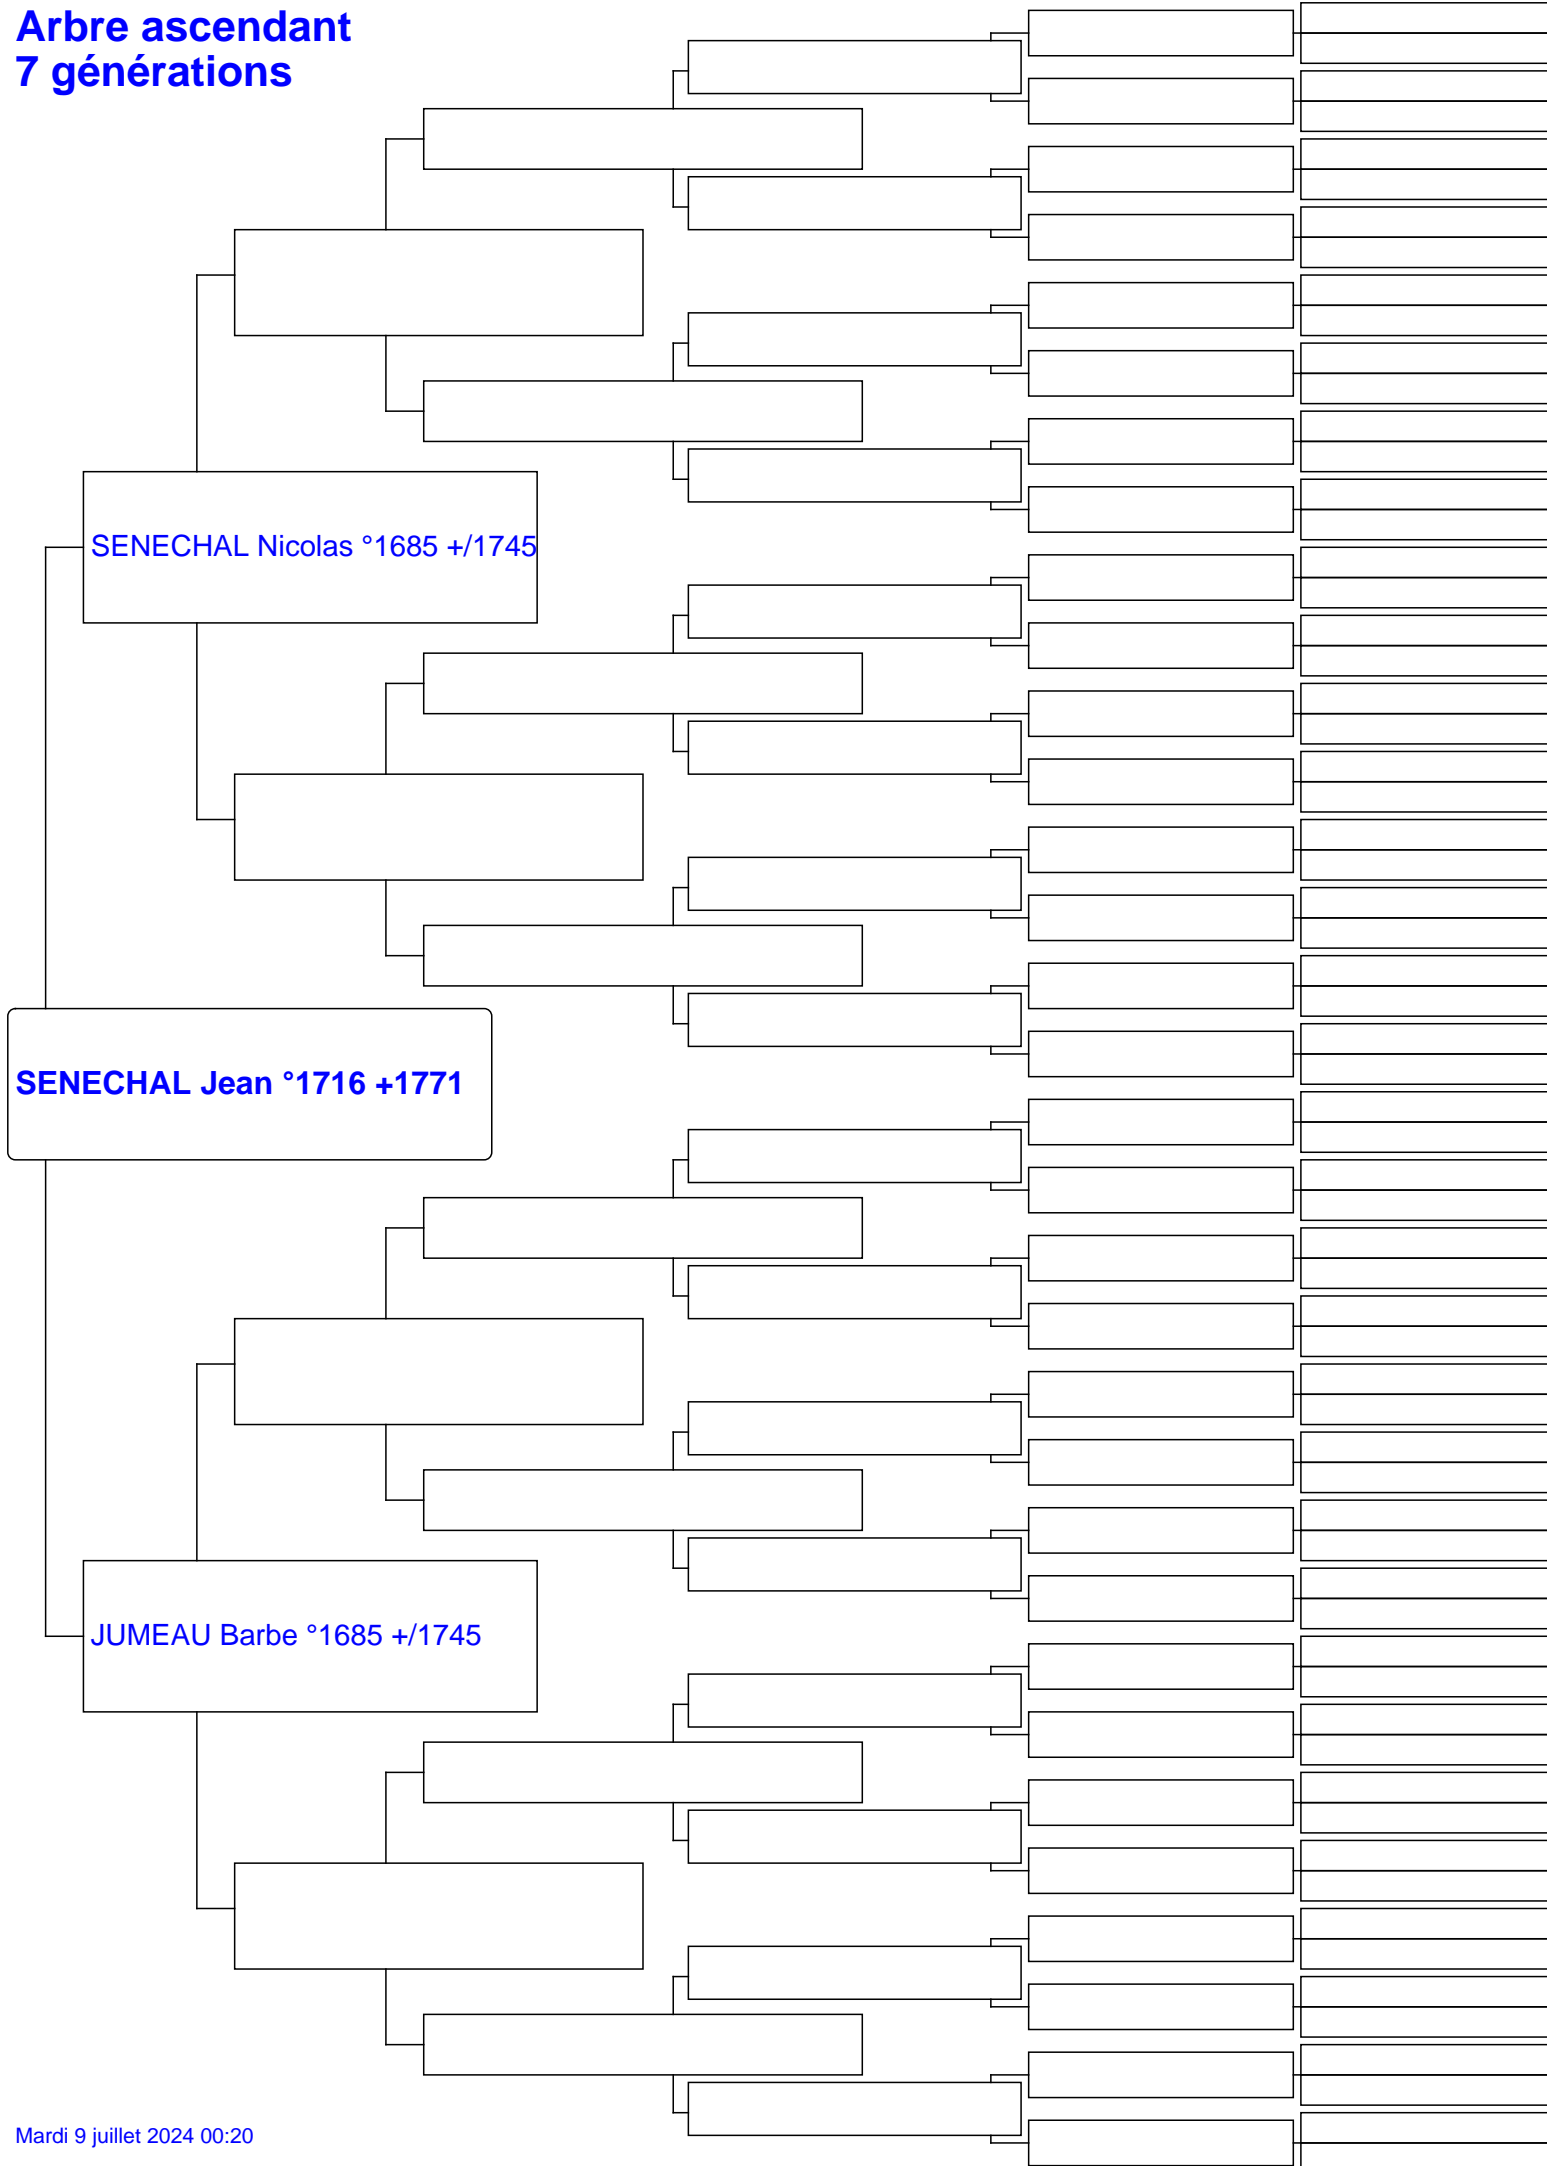 Arbre ascendant
7 générations
SENECHAL Nicolas °1685 +/1745
SENECHAL Jean °1716 +1771
JUMEAU Barbe °1685 +/1745
Mardi 9 juillet 2024 00:20